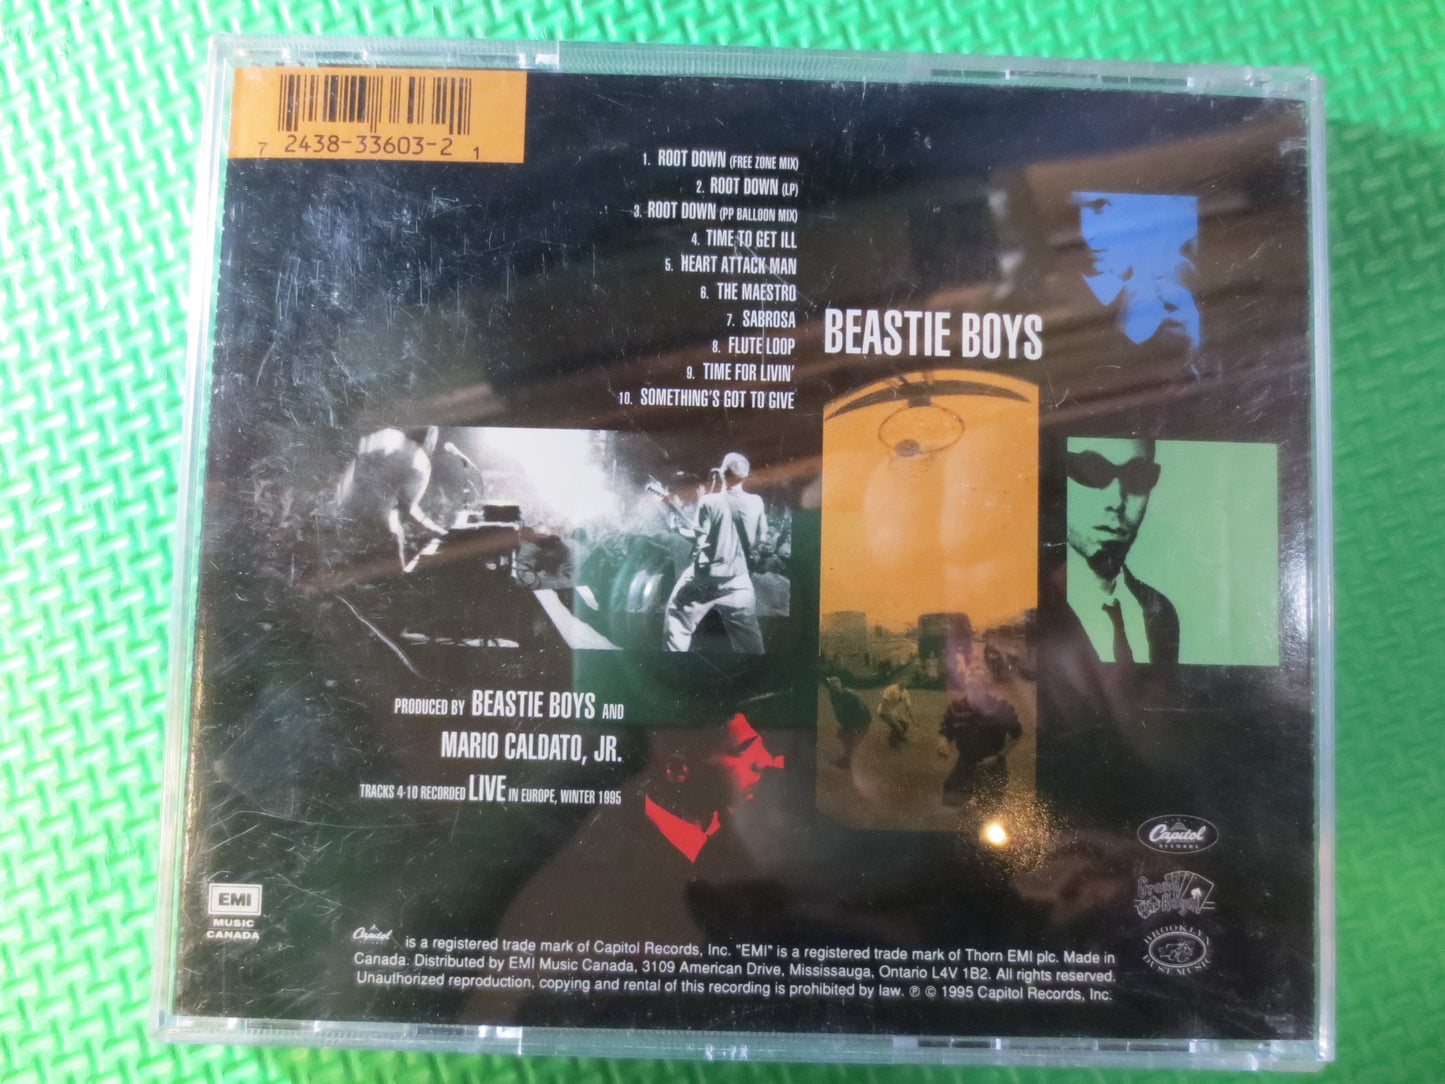 7 2438-33603-2 1
1. ROOT DOWN (FREE ZONE MIX)
2. ROOT DOWN (LP)
3. ROOT DOWN (PP BALLOON MIX)
4. TIME TO GET ILL
5. HEART ATTACK MAN
6. THE MAESTRO
7. SABROSA
8. FLUTE LOOP
9. TIME FOR LIVIN'
10. SOMETHING'S GOT TO GIVE
BEASTIE BOYS
PRODUCED BY BEASTIE BOYS AND
MARIO CALDATO, JR.
TRACKS 4-10 RECORDED LIVE IN EUROPE, WINTER 1995
Capitol
RECORDS
Grand
Royal
BROOKLYN
DUST MUSIC
EMI
MUSIC
CANADA
Capitol is a registered trade mark of Capitol Records, Inc. "EMI" is a registered trade mark of Thorn EMI plc. Made in
Canada. Distributed by EMI Music Canada, 3109 American Drive, Mississauga, Ontario L4V 1B2. All rights reserved.
Unauthorized reproduction, copying and rental of this recording is prohibited by law. ℗ © 1995 Capitol Records, Inc.